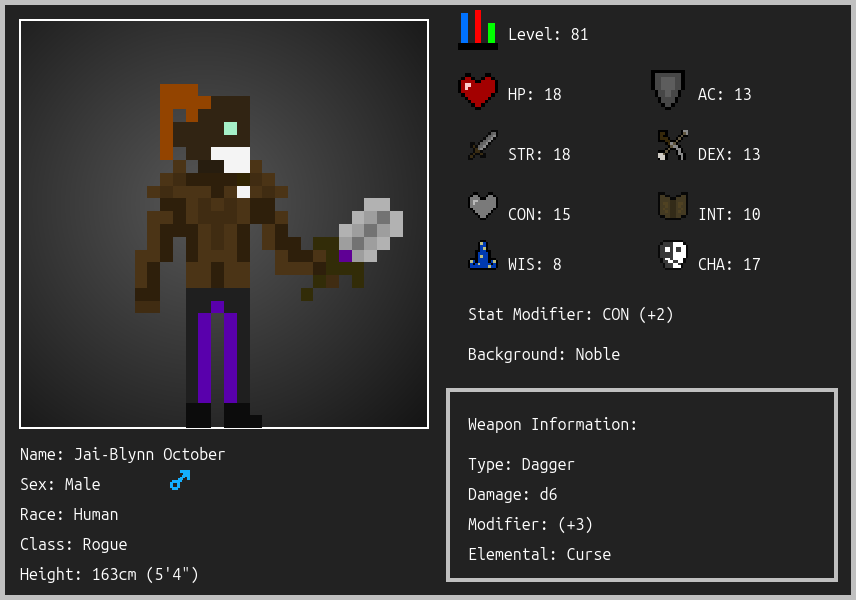 Level: 81
HP: 18
AC: 13
STR: 18
DEX: 13
CON: 15
INT: 10
WIS: 8
CHA: 17
Stat Modifier: CON (+2)
Background: Noble
Weapon Information:
Type: Dagger
Damage: d6
Modifier: (+3)
Elemental: Curse
Name: Jai-Blynn October
Sex: Male
Race: Human
Class: Rogue
Height: 163cm (5'4")